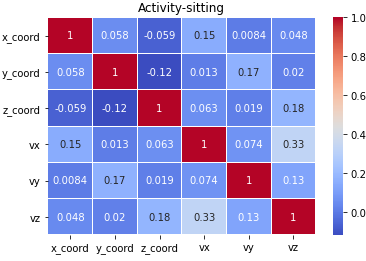 Activity-sitting
x_coord 1 0.058 -0.059 0.15 0.0084 0.048
y_coord 0.058 1 -0.12 0.013 0.17 0.02
z_coord -0.059 -0.12 1 0.063 0.019 0.18
vx 0.15 0.013 0.063 1 0.074 0.33
vy 0.0084 0.17 0.019 0.074 1 0.13
vz 0.048 0.02 0.18 0.33 0.13 1
x_coord y_coord z_coord vx vy vz
1.0
0.8
0.6
0.4
0.2
0.0